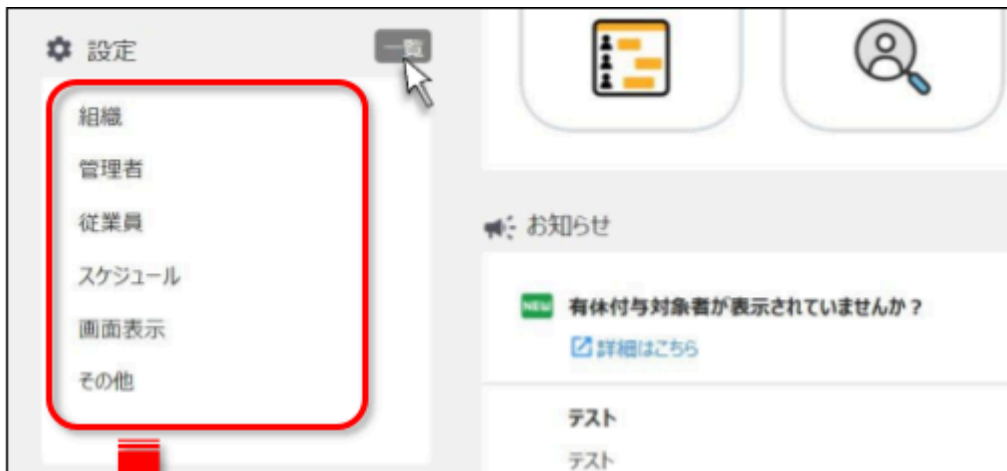 設定
一覧
組織
管理者
従業員
スケジュール
画面表示
その他
お知らせ
NEW 有休付与対象者が表示されていませんか？
詳細はこちら
テスト
テスト